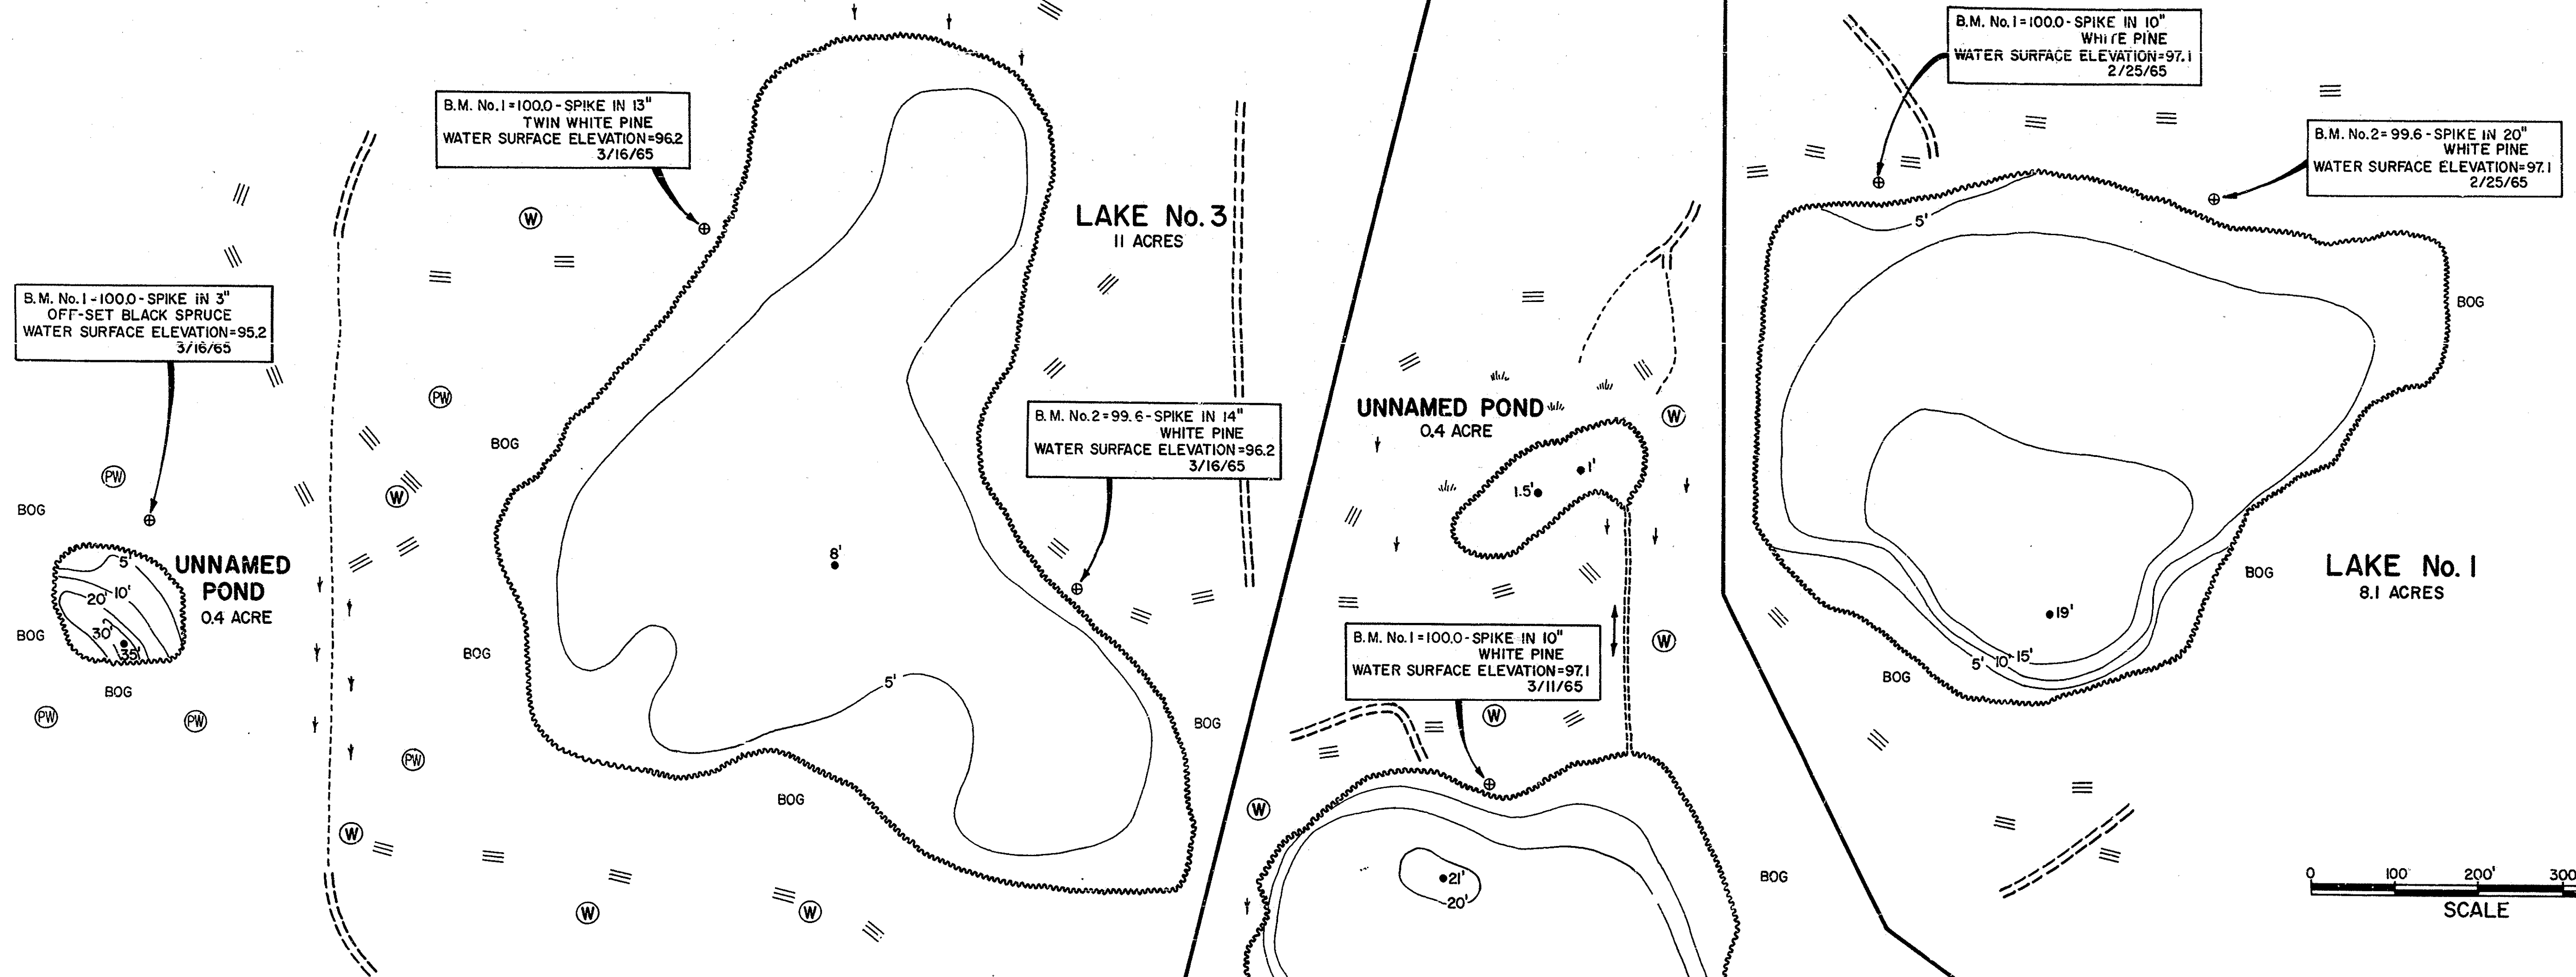 B.M. No.1-100.0-SPIKE IN 3"
OFF-SET BLACK SPRUCE
WATER SURFACE ELEVATION=95.2
3/16/65
PW
BOG
5'
20'
10'
30'
35'
BOG
BOG
PW
PW
UNNAMED
POND
0.4 ACRE
B.M. No.1=100.0-SPIKE IN 13"
TWIN WHITE PINE
WATER SURFACE ELEVATION=96.2
3/16/65
W
PW
W
BOG
BOG
BOG
BOG
PW
W
W
W
LAKE No. 3
11 ACRES
8'
5'
B.M. No.2=99.6-SPIKE IN 14"
WHITE PINE
WATER SURFACE ELEVATION=96.2
3/16/65
UNNAMED POND
0.4 ACRE
W
1'
1.5'
W
B.M. No.1=100.0-SPIKE IN 10"
WHITE PINE
WATER SURFACE ELEVATION=97.1
3/11/65
W
W
21'
20'
BOG
B.M. No.1=100.0-SPIKE IN 10"
WHITE PINE
WATER SURFACE ELEVATION=97.1
2/25/65
B.M. No.2=99.6-SPIKE IN 20"
WHITE PINE
WATER SURFACE ELEVATION=97.1
2/25/65
5'
BOG
BOG
BOG
19'
5'
10'
15'
LAKE No. 1
8.1 ACRES
0 100' 200' 300
SCALE